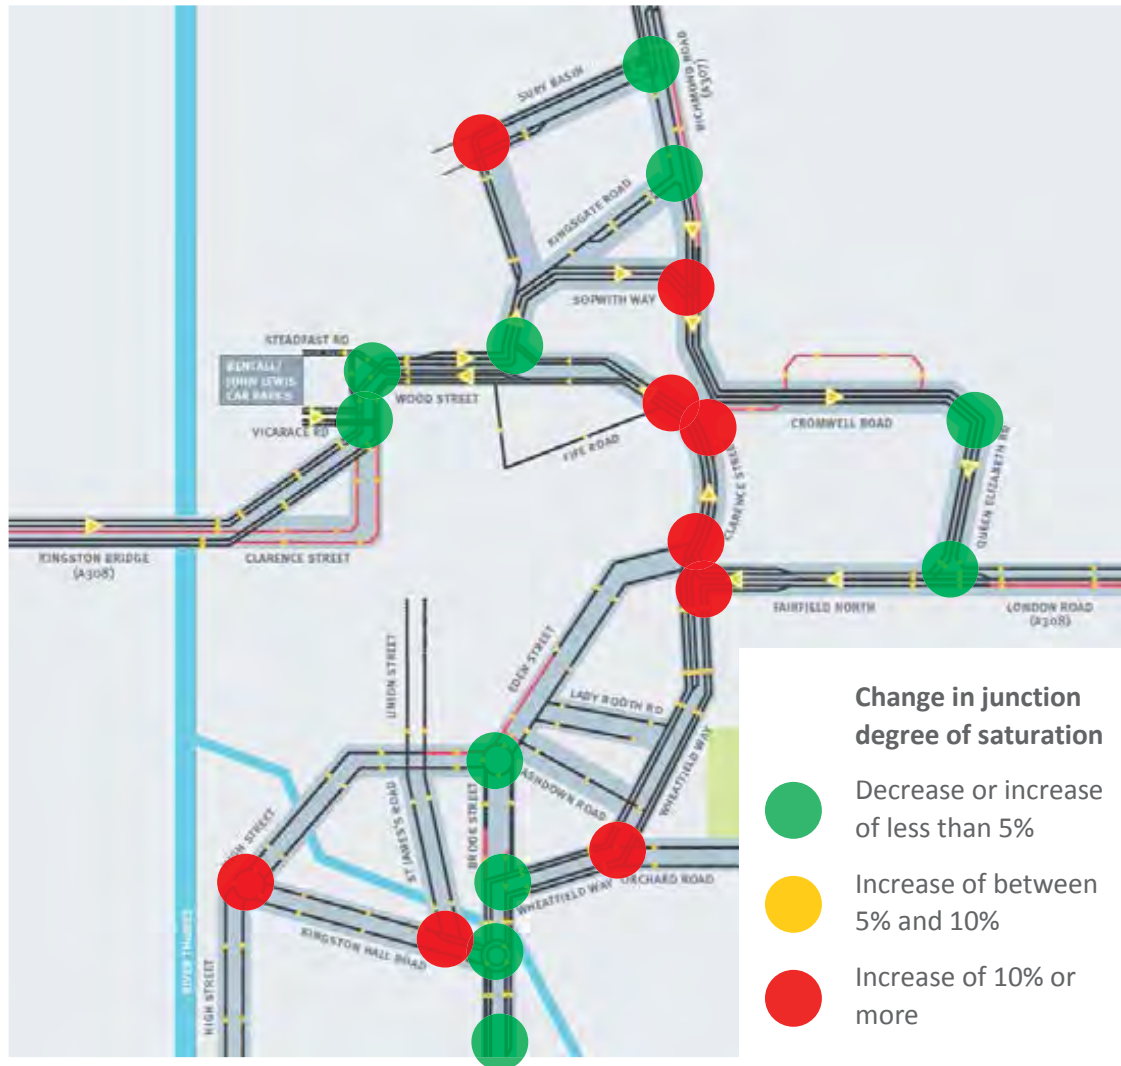 SURY BASIN
RICHMOND ROAD
(A307)
KINGSGATE ROAD
SOPWITH WAY
STEADFAST RD
BENTALL/
JOHN LEWIS
CAR PARKS
WOOD STREET
VICARAGE RD
FIFE ROAD
CROMWELL ROAD
QUEEN ELIZABETH RD
CLARENCE STREET
KINGSTON BRIDGE
(A308)
CLARENCE STREET
FAIRFIELD NORTH
LONDON ROAD
(A308)
EDEN STREET
UNION STREET
LADY BOOTH RD
ASHDOWN ROAD
WHEATFIELD WAY
ST JAMES'S ROAD
BROOK STREET
WHEATFIELD WAY
ORCHARD ROAD
KINGSTON HALL ROAD
RIVER THAMES
HIGH STREET
Change in junction
degree of saturation
Decrease or increase
of less than 5%
Increase of between
5% and 10%
Increase of 10% or
more